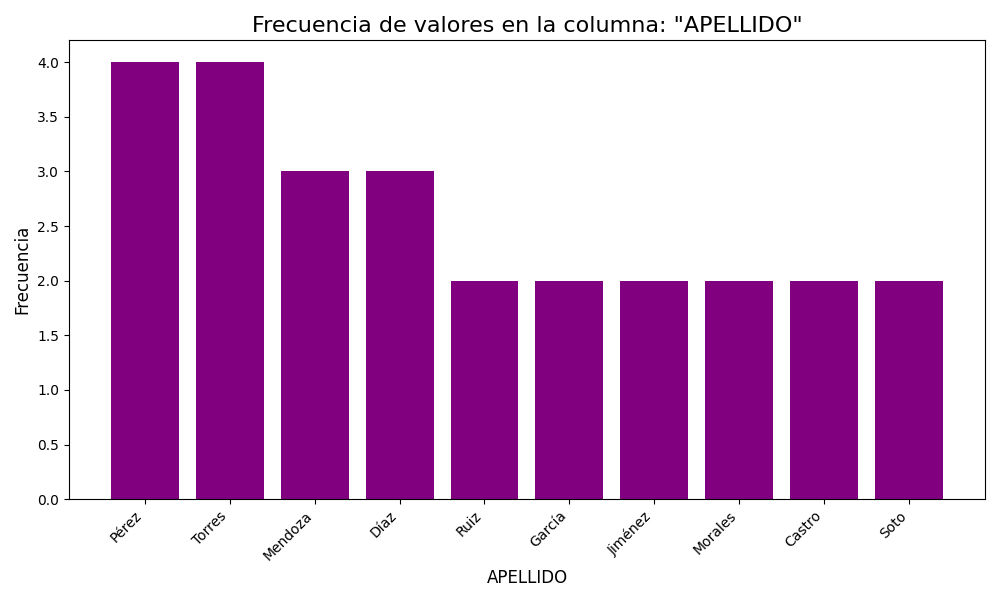 Frecuencia de valores en la columna: "APELLIDO"
4.0
3.5
3.0
2.5
2.0
1.5
1.0
0.5
0.0
Frecuencia
Pérez
Torres
Mendoza
Díaz
Ruiz
García
Jiménez
Morales
Castro
Soto
APELLIDO